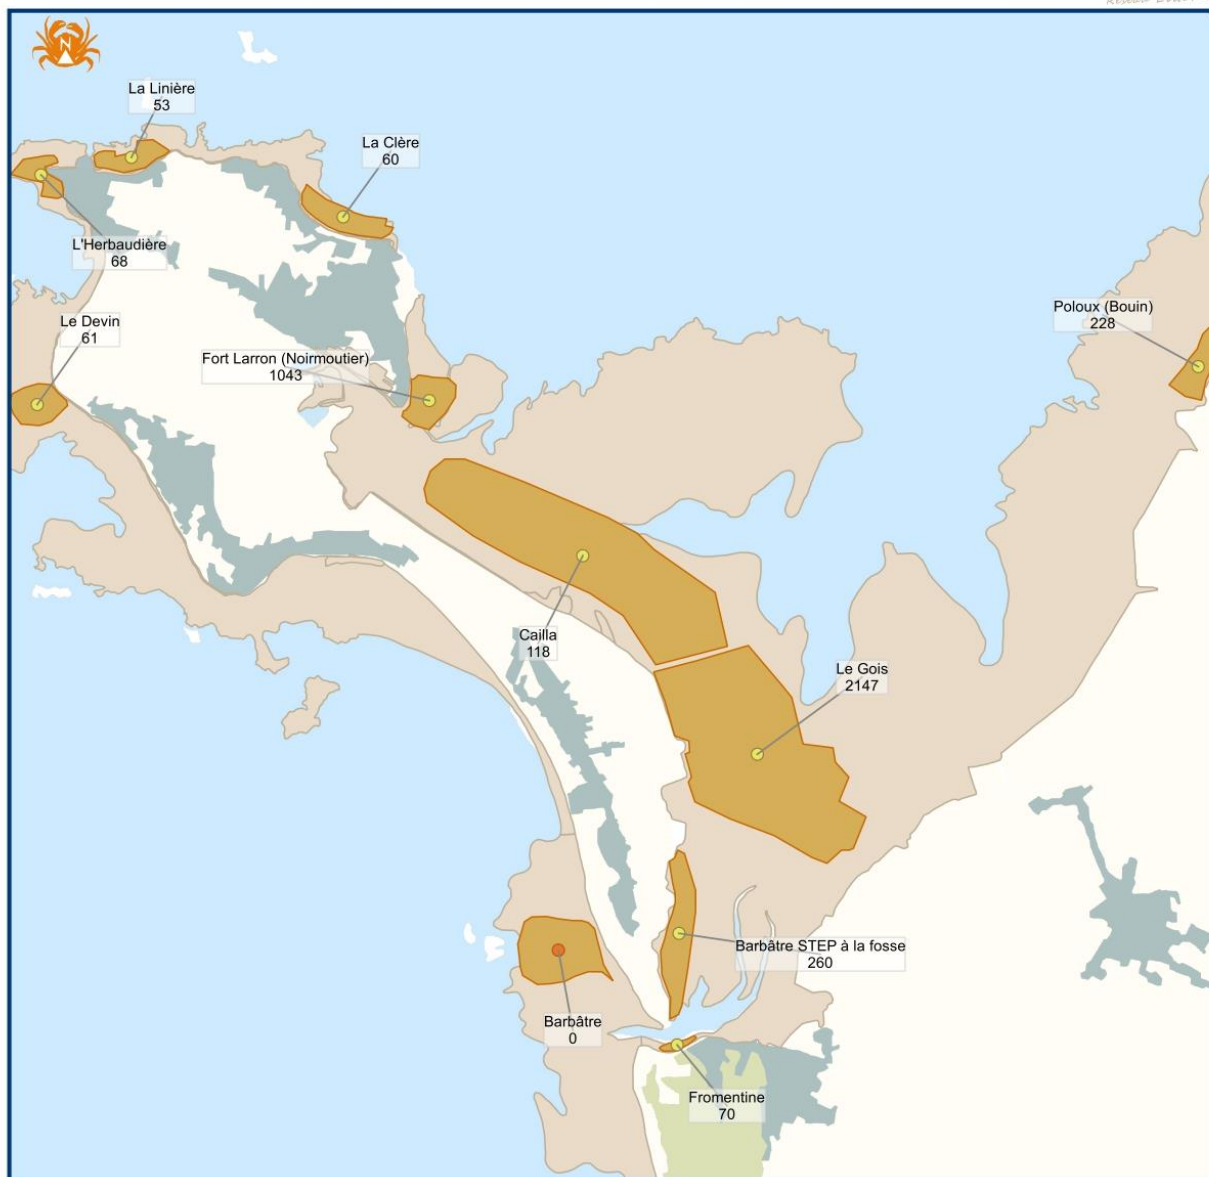 N
La Linière
53
La Clère
60
L'Herbaudière
68
Poloux (Bouin)
228
Le Devin
61
Fort Larron (Noirmoutier)
1043
Cailla
118
Le Gois
2147
Barbâtre STEP à la fosse
260
Barbâtre
0
Fromentine
70